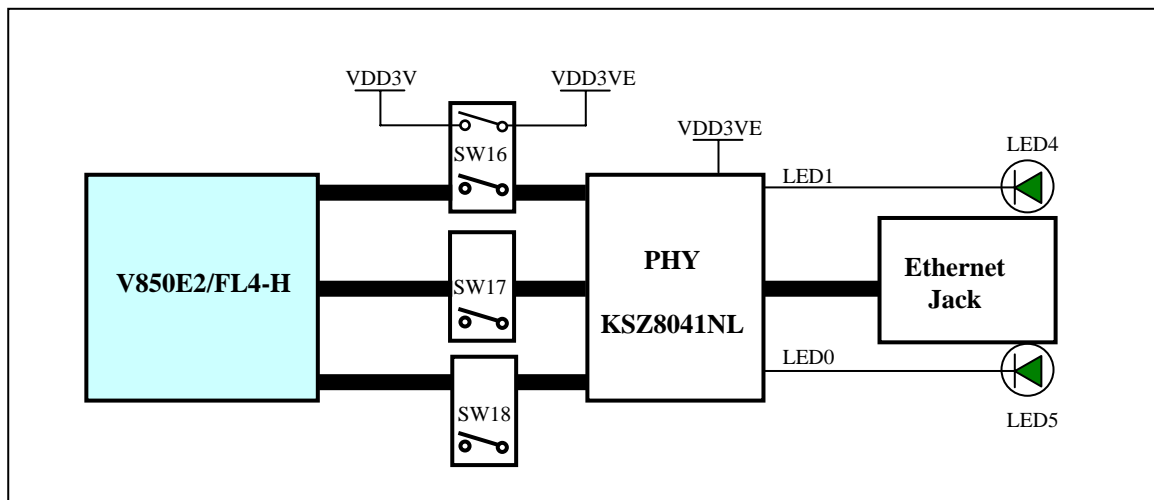 VDD3V
VDD3VE
SW16
VDD3VE
LED4
LED1
V850E2/FL4-H
SW17
PHY
KSZ8041NL
Ethernet
Jack
SW18
LED0
LED5